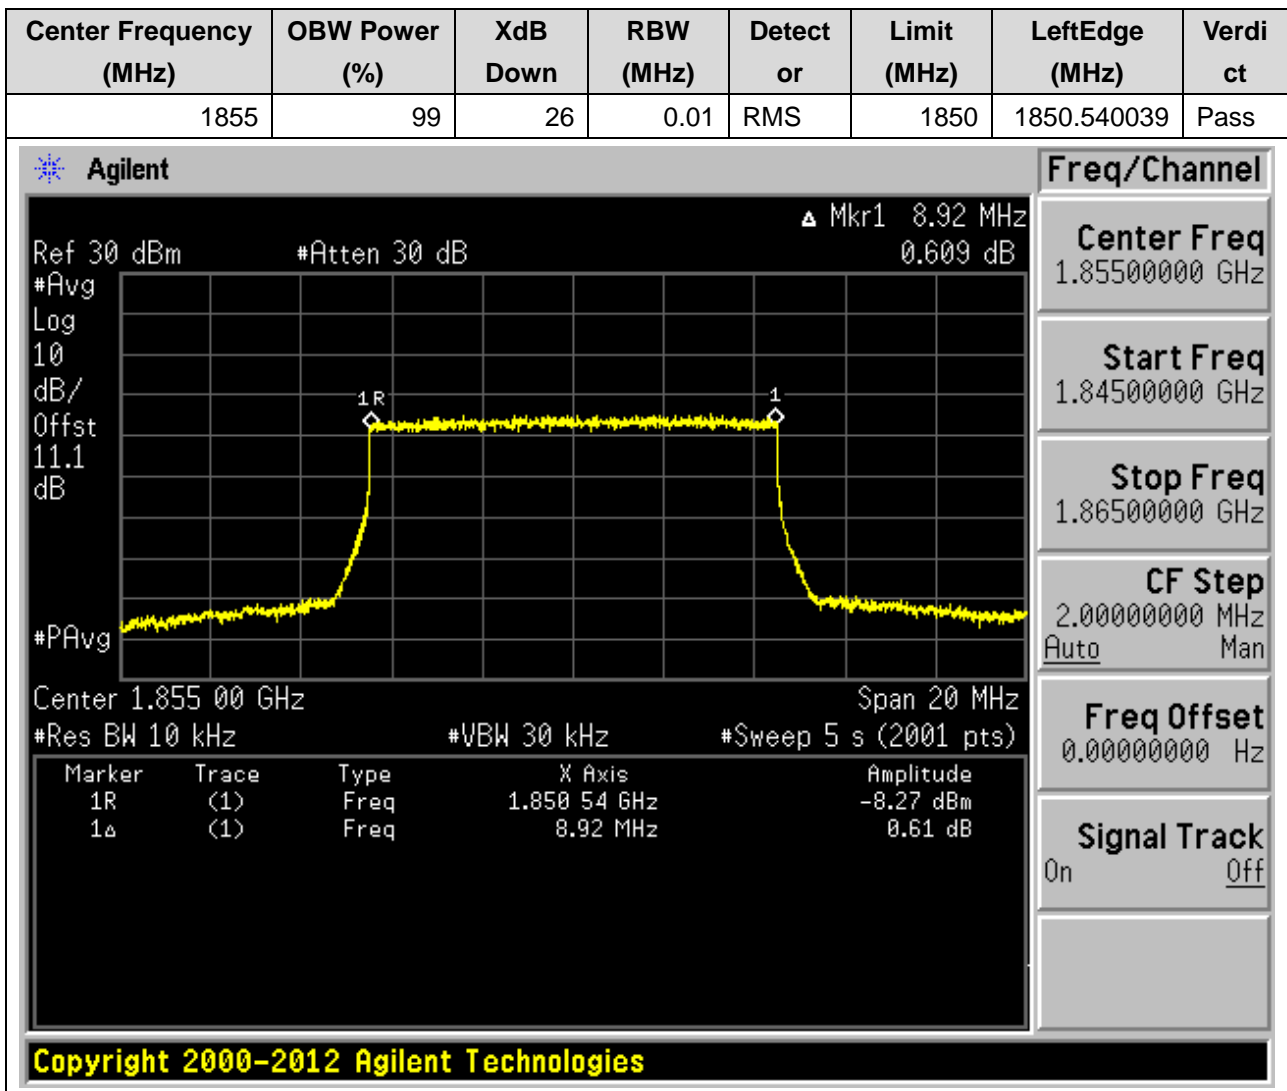 Center Frequency (MHz) OBW Power (%) XdB Down RBW (MHz) Detect or Limit (MHz) LeftEdge (MHz) Verdi ct
1855 99 26 0.01 RMS 1850 1850.540039 Pass
Agilent
Freq/Channel
Δ Mkr1 8.92 MHz
Ref 30 dBm #Atten 30 dB 0.609 dB
#Avg
Log
10
dB/
Offst
11.1
dB
#PAvg
1R
1
Center 1.855 00 GHz Span 20 MHz
#Res BW 10 kHz #VBW 30 kHz #Sweep 5 s (2001 pts)
Marker Trace Type X Axis Amplitude
1R (1) Freq 1.850 54 GHz -8.27 dBm
1Δ (1) Freq 8.92 MHz 0.61 dB
Center Freq
1.85500000 GHz
Start Freq
1.84500000 GHz
Stop Freq
1.86500000 GHz
CF Step
2.00000000 MHz
Auto Man
Freq Offset
0.00000000 Hz
Signal Track
On Off
Copyright 2000-2012 Agilent Technologies